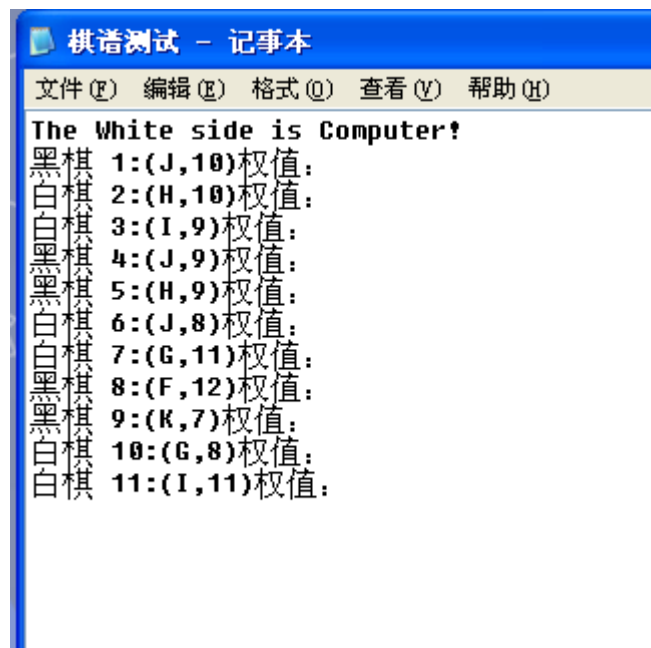 棋谱测试 - 记事本
文件(F) 编辑(E) 格式(O) 查看(V) 帮助(H)
The White side is Computer!
黑棋 1:(J,10)权值：
白棋 2:(H,10)权值：
白棋 3:(I,9)权值：
黑棋 4:(J,9)权值：
黑棋 5:(H,9)权值：
白棋 6:(J,8)权值：
白棋 7:(G,11)权值：
黑棋 8:(F,12)权值：
黑棋 9:(K,7)权值：
白棋 10:(G,8)权值：
白棋 11:(I,11)权值：